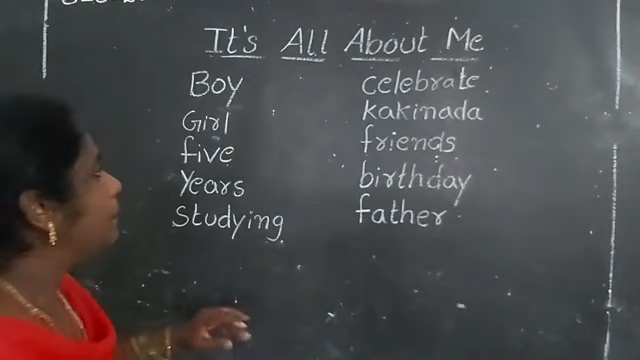 It's All About Me
Boy celebrate
Girl kakinada
five friends
Years birthday
Studying father